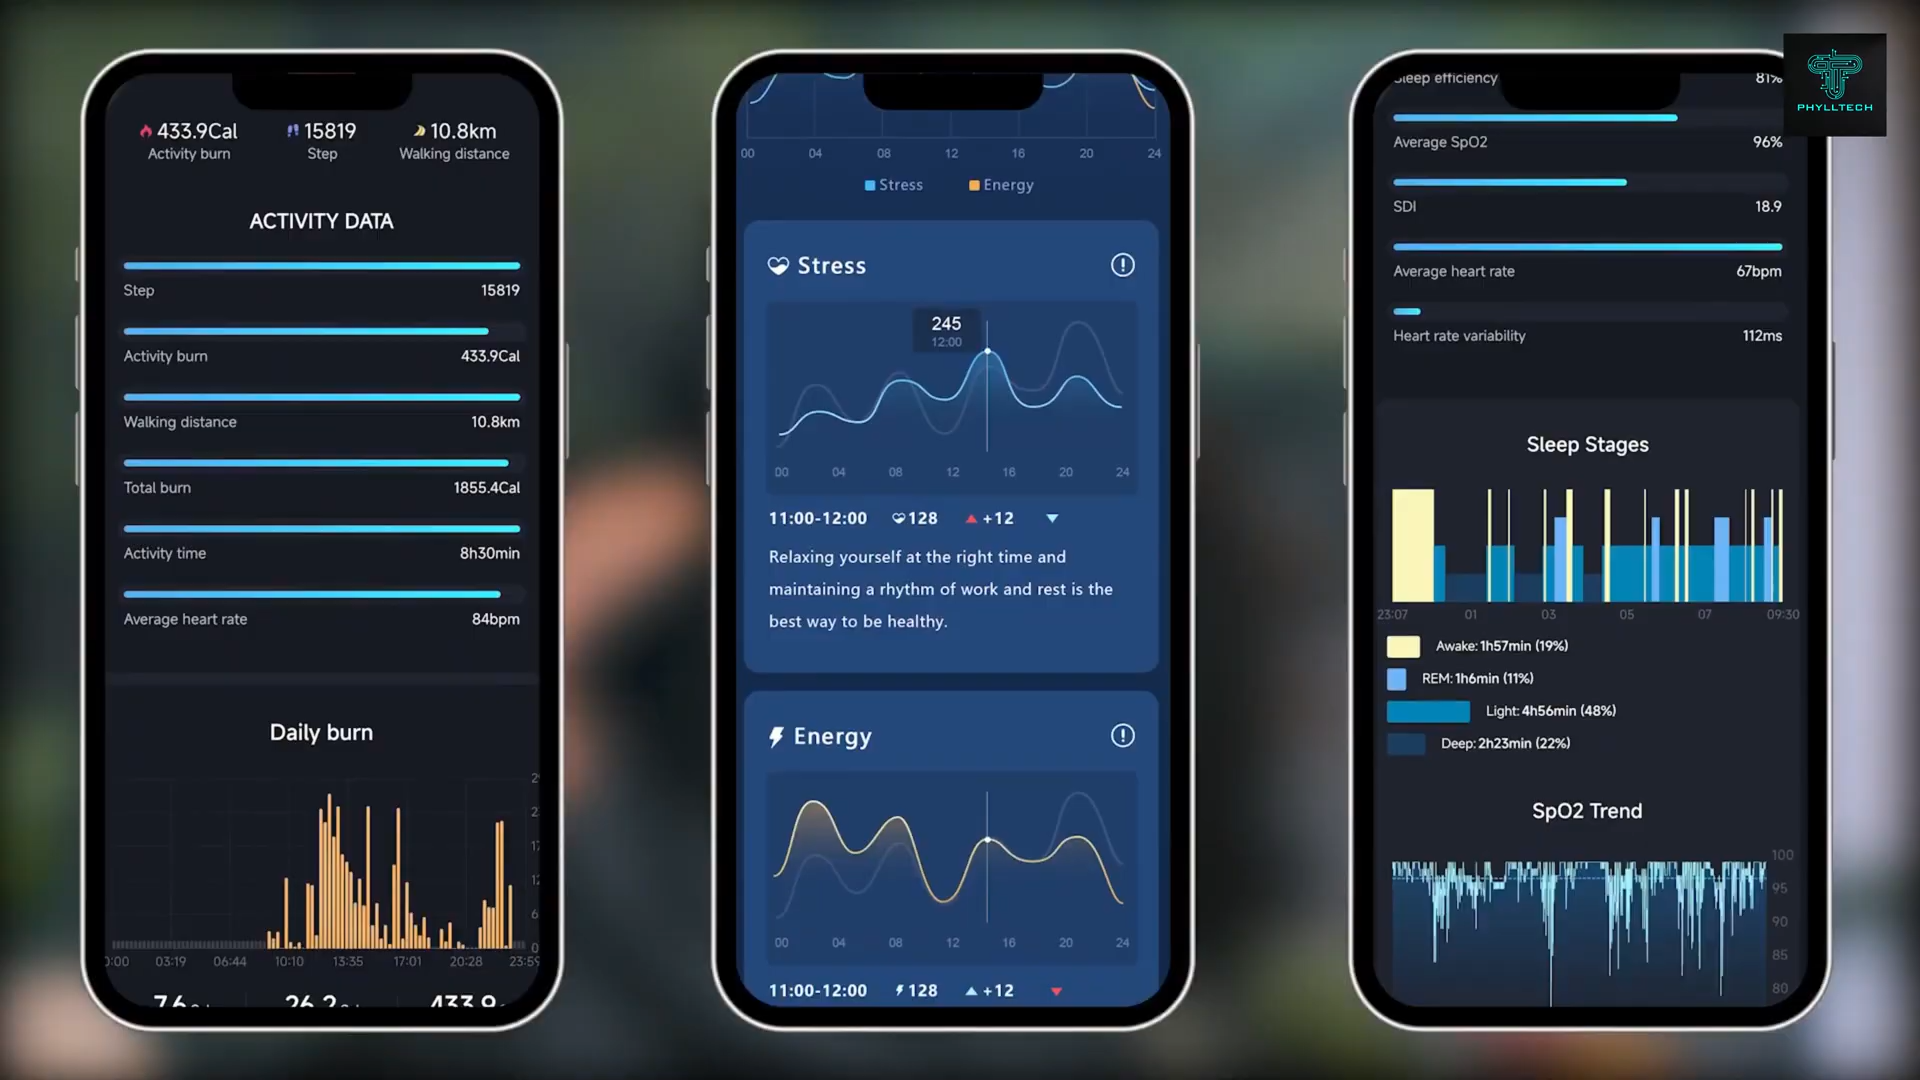 433.9Cal
Activity burn
15819
Step
10.8km
Walking distance
ACTIVITY DATA
Step 15819
Activity burn 433.9Cal
Walking distance 10.8km
Total burn 1855.4Cal
Activity time 8h30min
Average heart rate 84bpm
Daily burn
03:19 06:44 10:10 13:35 17:01 20:28 23:59
433.9
00 04 08 12 16 20 24
Stress Energy
Stress
245
12:00
00 04 08 12 16 20 24
11:00-12:00 128 +12
Relaxing yourself at the right time and
maintaining a rhythm of work and rest is the
best way to be healthy.
Energy
00 04 08 12 16 20 24
11:00-12:00 128 +12
Sleep efficiency 81%
Average SpO2 96%
SDI 18.9
Average heart rate 67bpm
Heart rate variability 112ms
Sleep Stages
23:07 01 03 05 07 09:30
Awake: 1h57min (19%)
REM: 1h6min (11%)
Light: 4h56min (48%)
Deep: 2h23min (22%)
SpO2 Trend
100
95
90
85
80
PHYLLTECH